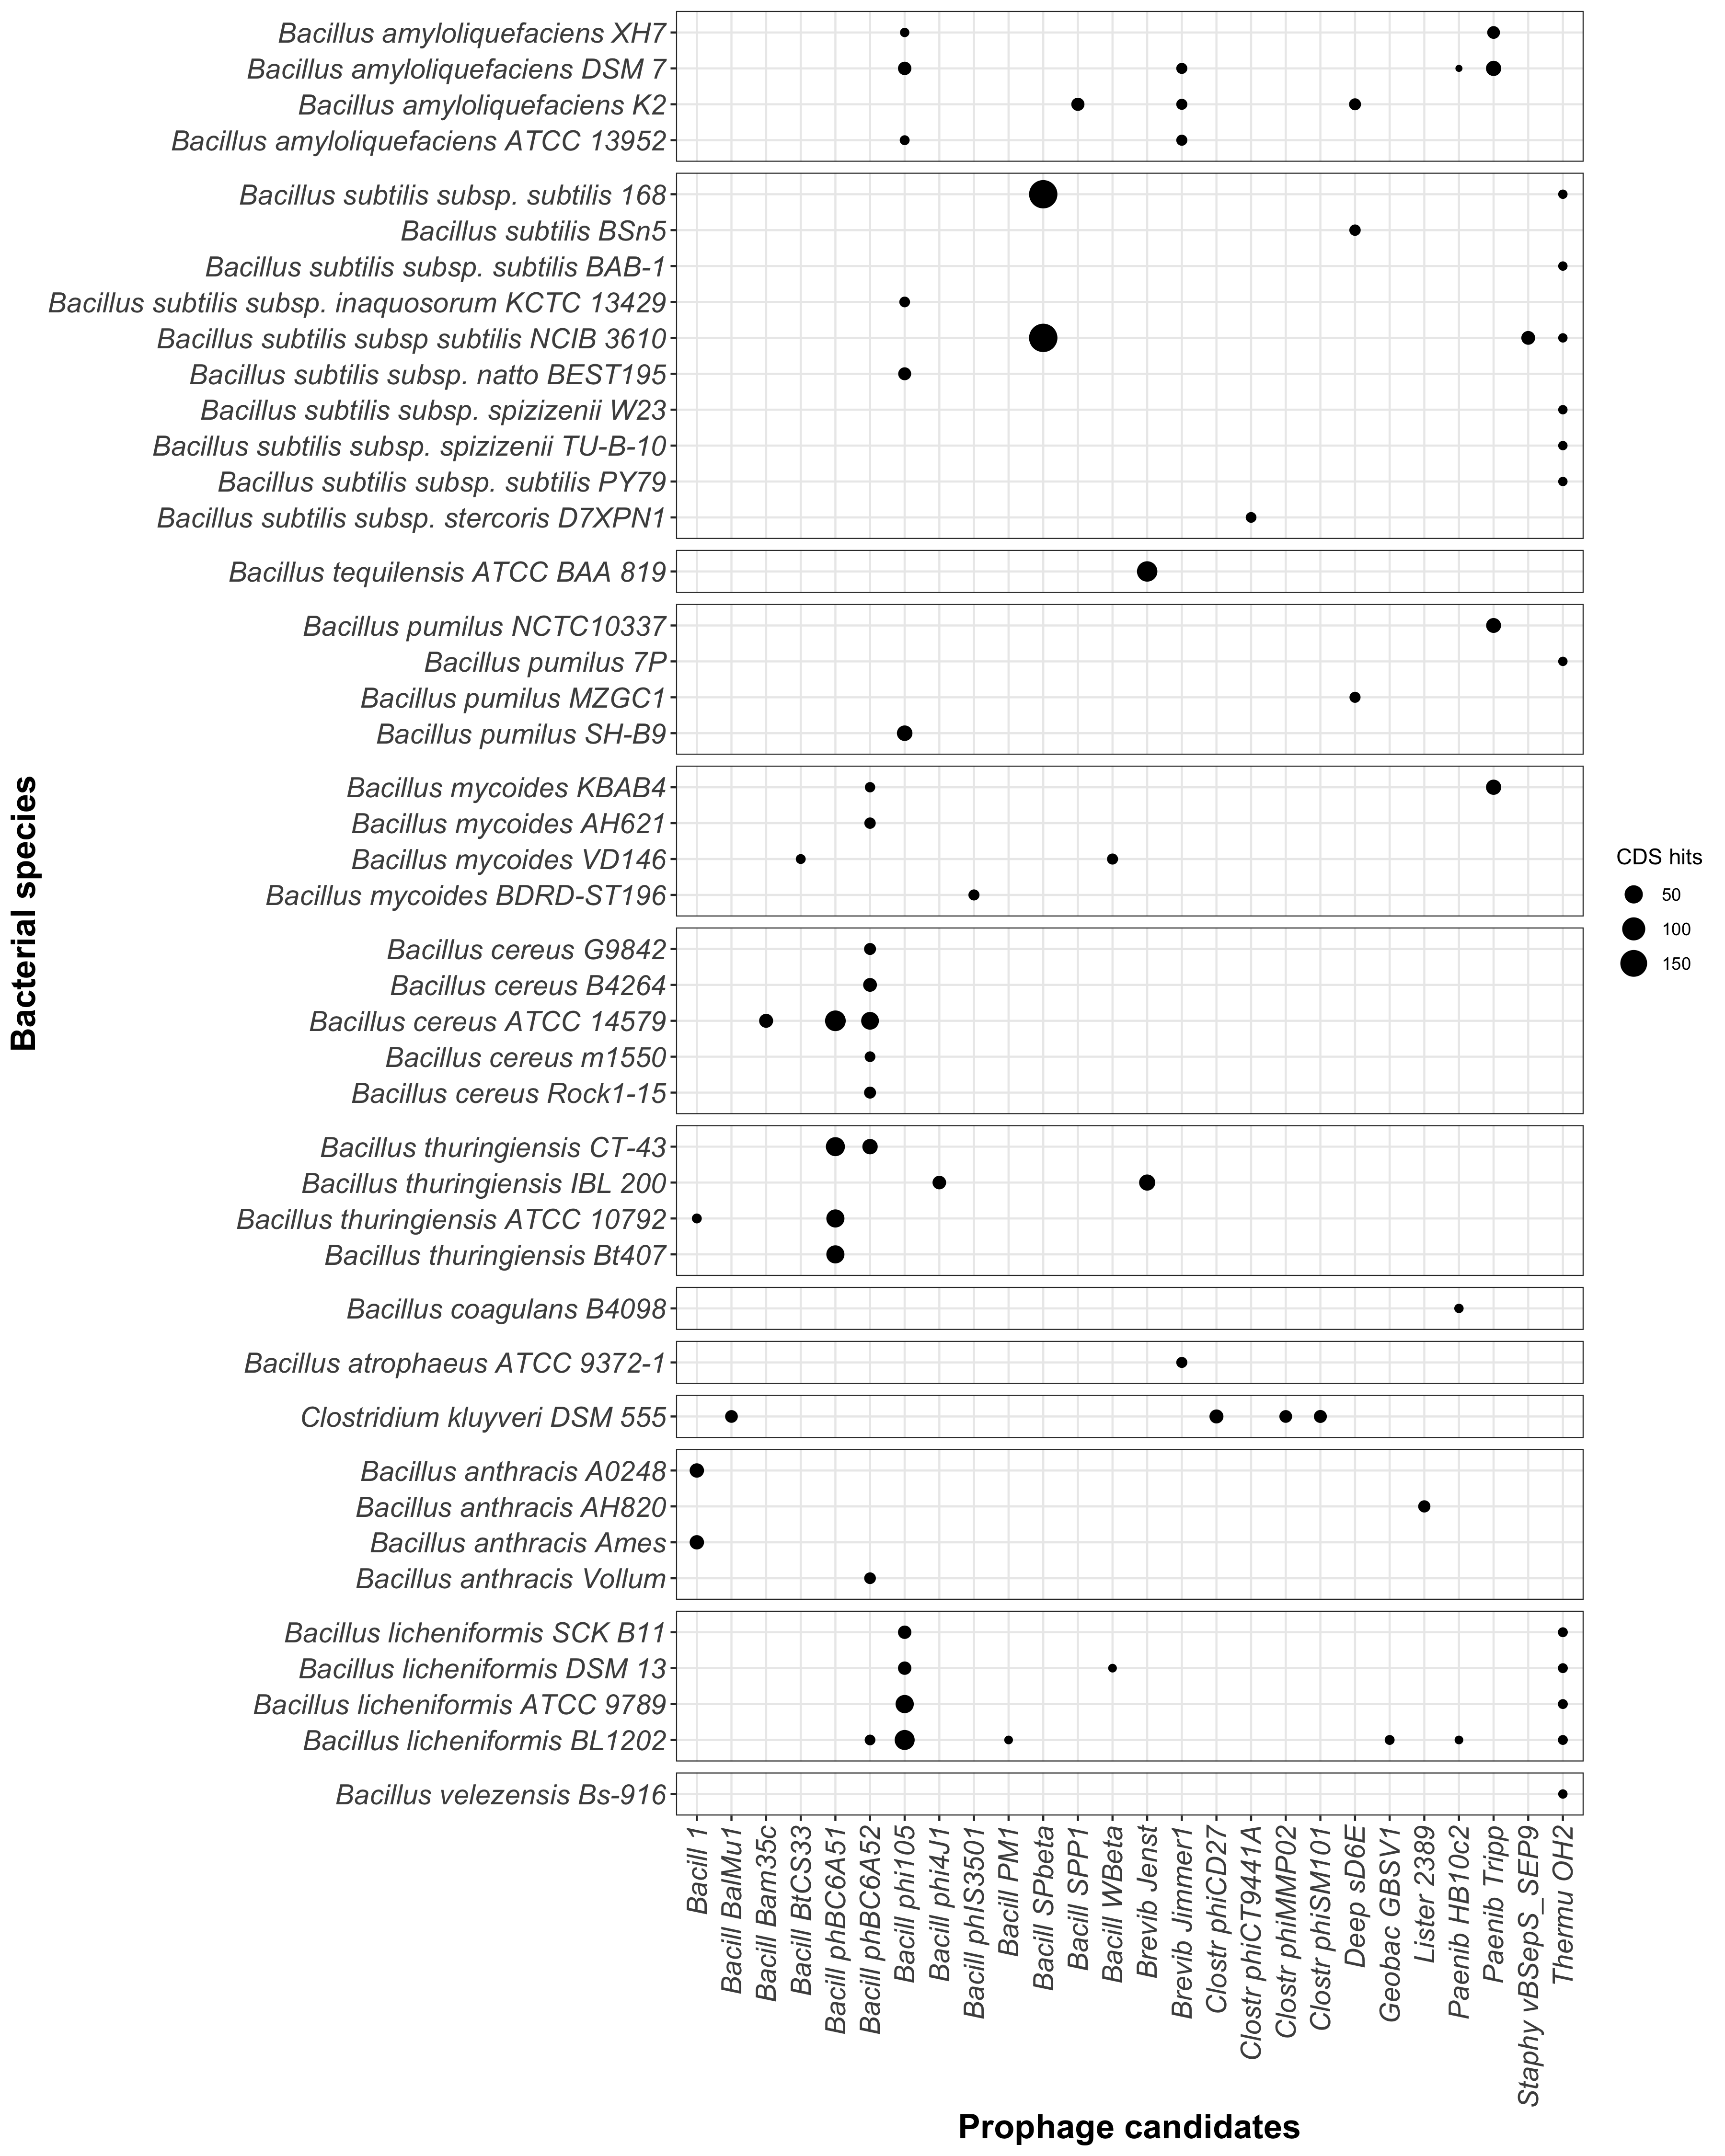 Bacillus amyloliquefaciens XH7
Bacillus amyloliquefaciens DSM 7
Bacillus amyloliquefaciens K2
Bacillus amyloliquefaciens ATCC 13952
Bacillus subtilis subsp. subtilis 168
Bacillus subtilis BSn5
Bacillus subtilis subsp. subtilis BAB-1
Bacillus subtilis subsp. inaquosorum KCTC 13429
Bacillus subtilis subsp subtilis NCIB 3610
Bacillus subtilis subsp. natto BEST195
Bacillus subtilis subsp. spizizenii W23
Bacillus subtilis subsp. spizizenii TU-B-10
Bacillus subtilis subsp. subtilis PY79
Bacillus subtilis subsp. stercoris D7XPN1
Bacillus tequilensis ATCC BAA 819
Bacillus pumilus NCTC10337
Bacillus pumilus 7P
Bacillus pumilus MZGC1
Bacillus pumilus SH-B9
Bacillus mycoides KBAB4
Bacillus mycoides AH621
Bacillus mycoides VD146
Bacillus mycoides BDRD-ST196
Bacillus cereus G9842
Bacillus cereus B4264
Bacillus cereus ATCC 14579
Bacillus cereus m1550
Bacillus cereus Rock1-15
Bacillus thuringiensis CT-43
Bacillus thuringiensis IBL 200
Bacillus thuringiensis ATCC 10792
Bacillus thuringiensis Bt407
Bacillus coagulans B4098
Bacillus atrophaeus ATCC 9372-1
Clostridium kluyveri DSM 555
Bacillus anthracis A0248
Bacillus anthracis AH820
Bacillus anthracis Ames
Bacillus anthracis Vollum
Bacillus licheniformis SCK B11
Bacillus licheniformis DSM 13
Bacillus licheniformis ATCC 9789
Bacillus licheniformis BL1202
Bacillus velezensis Bs-916
Bacterial species
CDS hits
50
100
150
Bacill 1
Bacill BalMu1
Bacill Bam35c
Bacill BtCS33
Bacill phBC6A51
Bacill phBC6A52
Bacill phi105
Bacill phi4J1
Bacill phIS3501
Bacill PM1
Bacill SPbeta
Bacill SPP1
Bacill WBeta
Brevib Jenst
Brevib Jimmer1
Clostr phiCD27
Clostr phiCT9441A
Clostr phiMMP02
Clostr phiSM101
Deep sD6E
Geobac GBSV1
Lister 2389
Paenib HB10c2
Paenib Tripp
Staphy vBSepS_SEP9
Thermu OH2
Prophage candidates